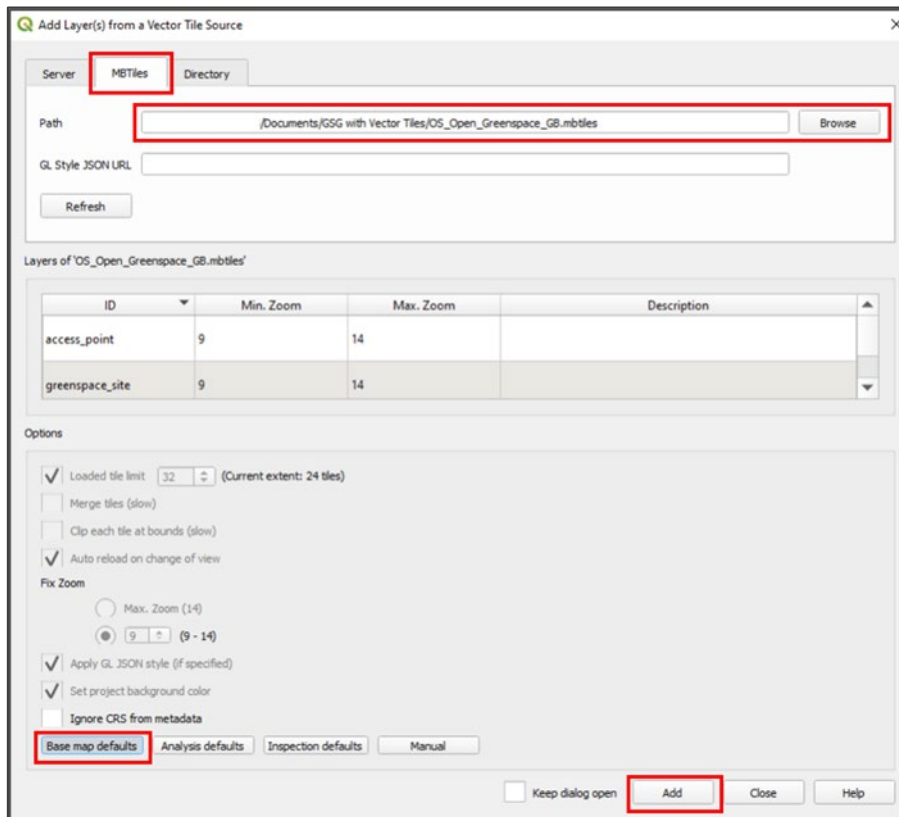 Add Layer(s) from a Vector Tile Source
Server MBTiles Directory
Path /Documents/GSG with Vector Tiles/OS_Open_Greenspace_GB.mbtiles Browse
GL Style JSON URL
Refresh
Layers of 'OS_Open_Greenspace_GB.mbtiles'
ID Min. Zoom Max. Zoom Description
access_point 9 14
greenspace_site 9 14
Options
Loaded tile limit 32 (Current extent: 24 tiles)
Merge tiles (slow)
Clip each tile at bounds (slow)
Auto reload on change of view
Fix Zoom
Max. Zoom (14)
9 (9 - 14)
Apply GL JSON style (if specified)
Set project background color
Ignore CRS from metadata
Base map defaults Analysis defaults Inspection defaults Manual
Keep dialog open Add Close Help